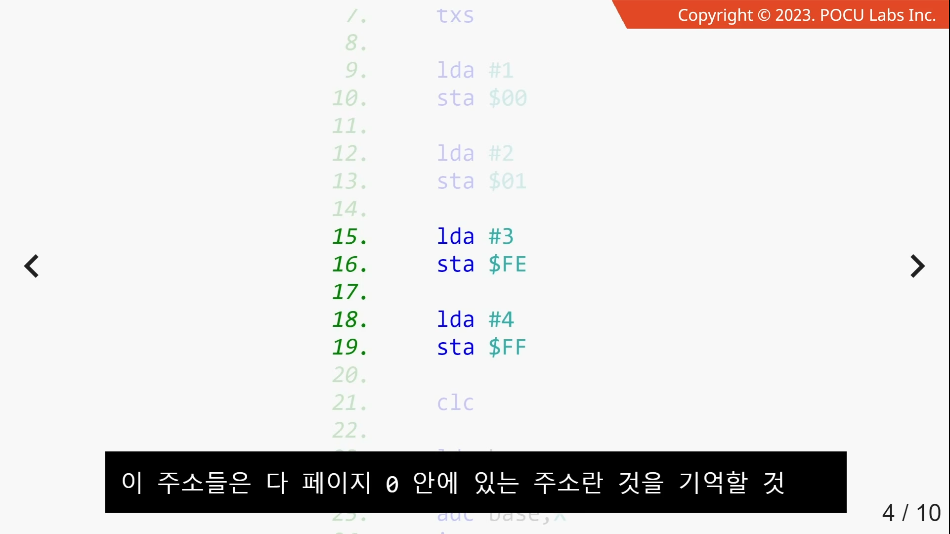 txs
Copyright © 2023. POCU Labs Inc.
8.
9. lda #1
10. sta $00
11.
12. lda #2
13. sta $01
14.
15. lda #3
16. sta $FE
17.
18. lda #4
19. sta $FF
20.
21. clc
22.
이 주소들은 다 페이지 0 안에 있는 주소란 것을 기억할 것
adc base,X
4 / 10